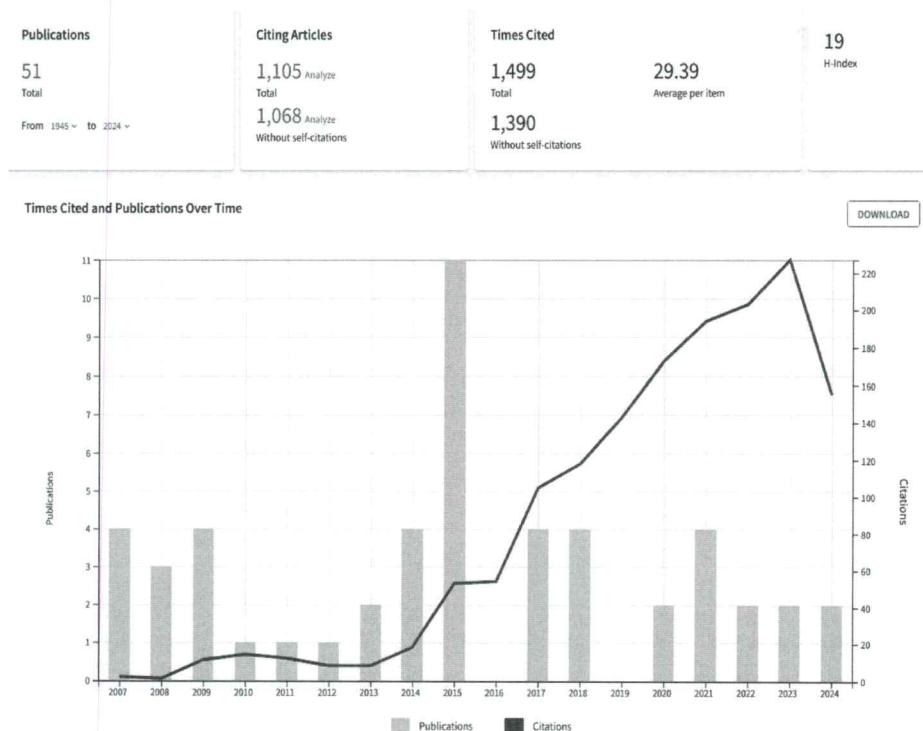 Publications
51
Total
From 1945 to 2024
Citing Articles
1,105 Analyze
Total
1,068 Analyze
Without self-citations
Times Cited
1,499
Total
29.39
Average per item
1,390
Without self-citations
19
H-Index
Times Cited and Publications Over Time
DOWNLOAD
11
10
9
8
7
6
5
4
3
2
1
0
Publications
220
200
180
160
140
120
100
80
60
40
20
0
Citations
2007 2008 2009 2010 2011 2012 2013 2014 2015 2016 2017 2018 2019 2020 2021 2022 2023 2024
Publications Citations